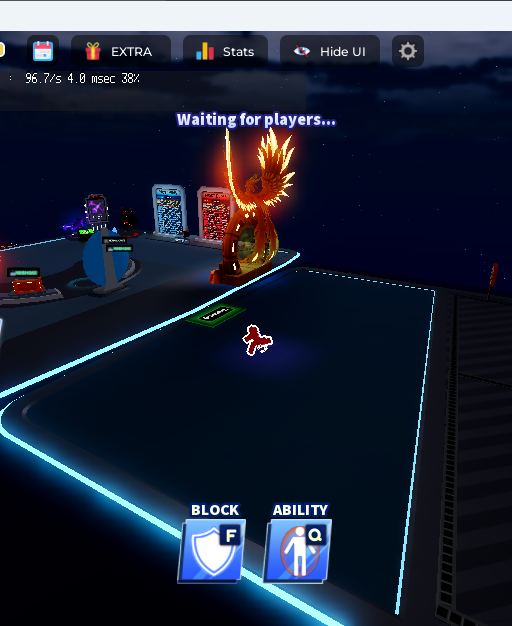 EXTRA
Stats
Hide UI
: 96.7/s 4.0 msec 38%
Waiting for players...
BLOCK
ABILITY
F
Q